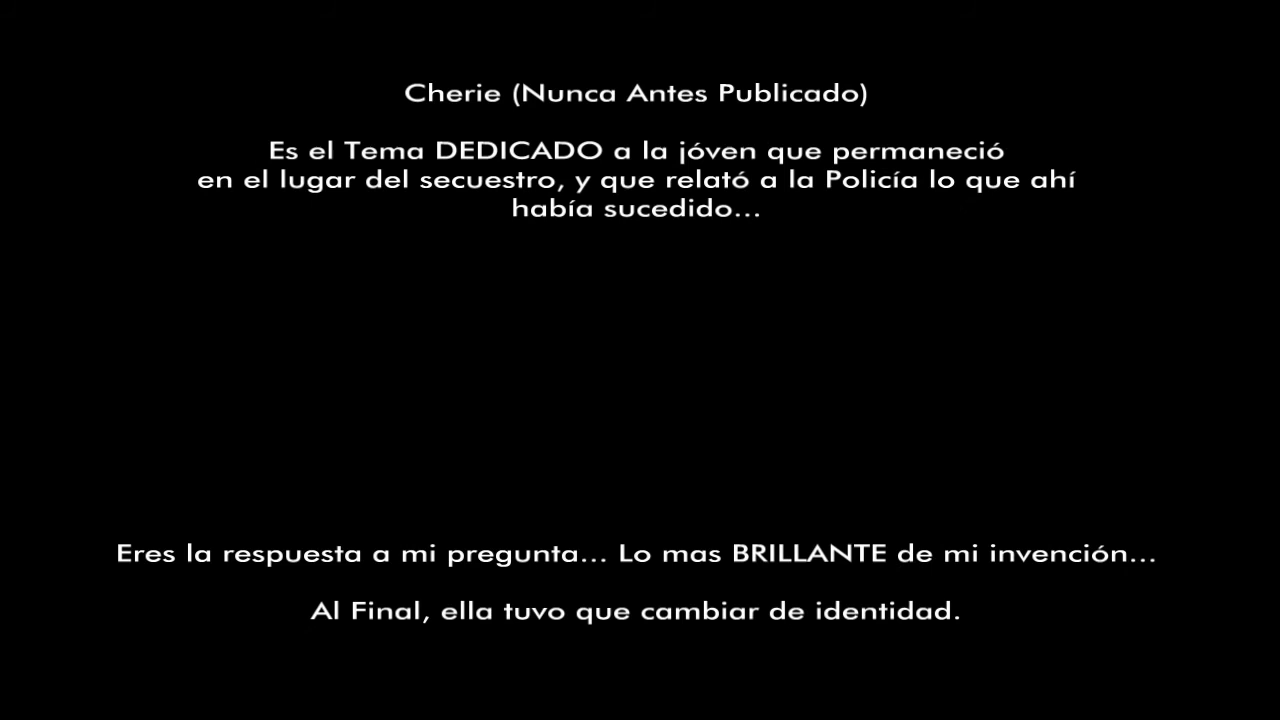 Cherie (Nunca Antes Publicado)
Es el Tema DEDICADO a la jóven que permaneció
en el lugar del secuestro, y que relató a la Policía lo que ahí
había sucedido...
Eres la respuesta a mi pregunta... Lo mas BRILLANTE de mi invención...
Al Final, ella tuvo que cambiar de identidad.